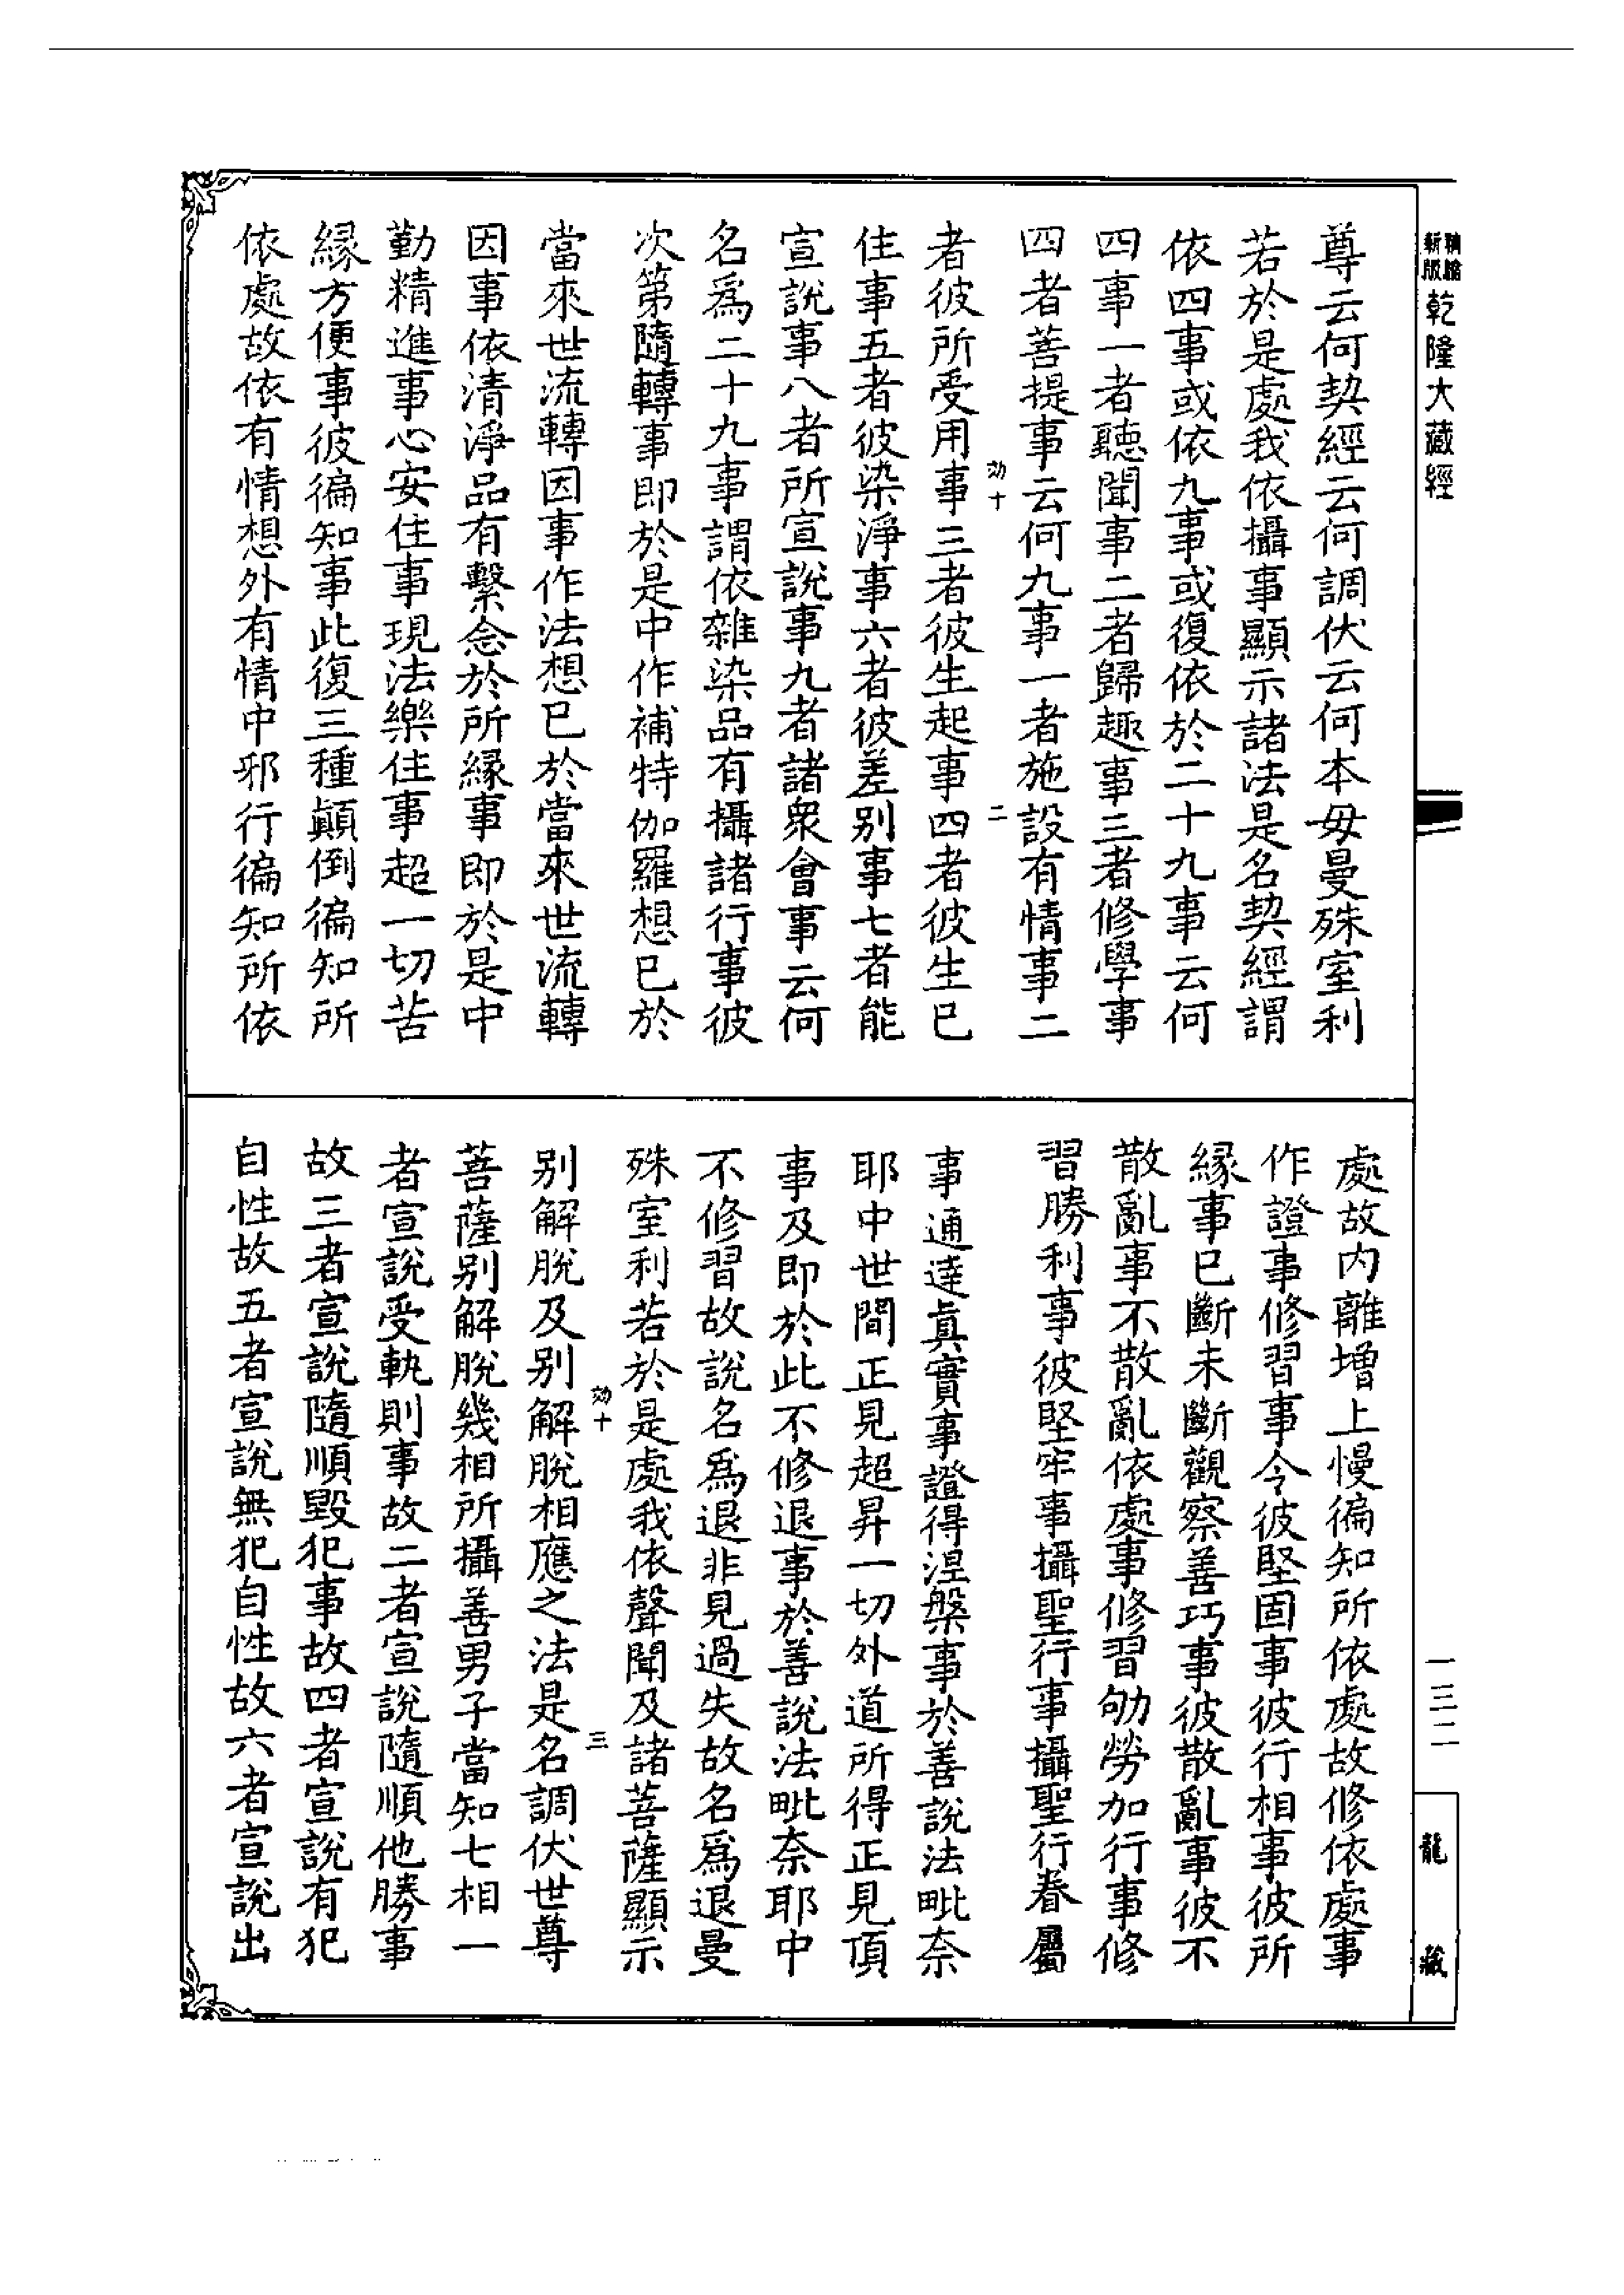 精縮
新版
乾隆大藏經
尊云何契經云何調伏云何本毋曼殊室利
若於是處我依攝事顯示諸法是名契經謂
依四事或依九事或復依於二十九事云何
四事一者聽聞事二者歸趣事三者修學事
四者菩提事云何九事一者施設有情事二
効十 二
者彼所受用事三者彼生起事四者彼生已
住事五者彼染淨事六者彼差别事七者能
宣說事八者所宣說事九者諸衆會事云何
名爲二十九事謂依雜染品有攝諸行事彼
次第隨轉事即於是中作補特伽羅想已於
當來世流轉因事作法想已於當來世流轉
因事依清淨品有繫念於所縁事即於是中
勤精進事心安住事現法樂住事超一切苦
縁方便事彼徧知事此復三種顚倒徧知所
依處故依有情想外有情中邪行徧知所依
處故内離增上慢徧知所依處故修依處事
作證事修習事令彼堅固事彼行相事彼所
縁事已斷未斷觀察善巧事彼散亂事彼不
散亂事不散亂依處事修習劬勞加行事修
習勝利事彼堅牢事攝聖行事攝聖行眷屬
事通達眞實事證得涅槃事於善說法毗奈
耶中世間正見超昇一切外道所得正見頂
事及即於此不修退事於善說法毗奈耶中
不修習故說名爲退非見過失故名爲退曼
殊室利若於是處我依聲聞及諸菩薩顯示
効十 三
别解脫及别解脫相應之法是名調伏世尊
菩薩别解脫幾相所攝善男子當知七相一
者宣說受軌則事故二者宣說隨順他勝事
故三者宣說隨順毀犯事故四者宣說有犯
自性故五者宣說無犯自性故六者宣說出
一三二
龍藏